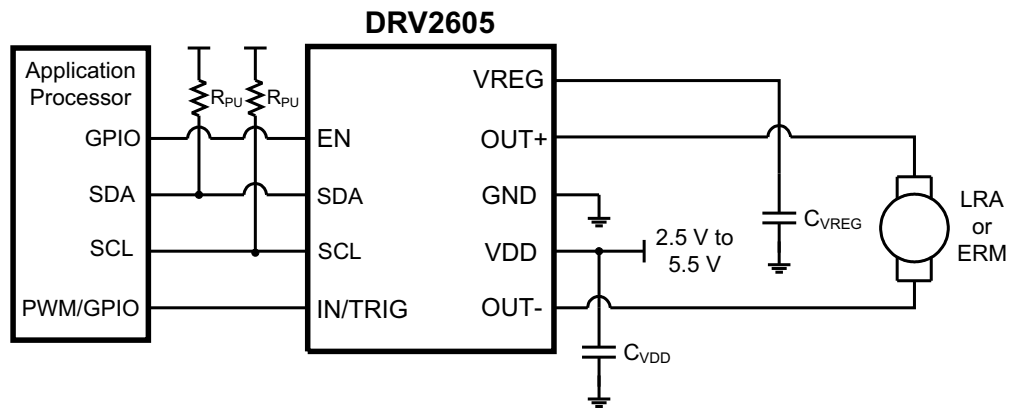 DRV2605
Application
Processor
GPIO
SDA
SCL
PWM/GPIO
RPU
RPU
EN
SDA
SCL
IN/TRIG
VREG
OUT+
GND
VDD
OUT-
2.5 V to
5.5 V
CVREG
CVDD
LRA
or
ERM